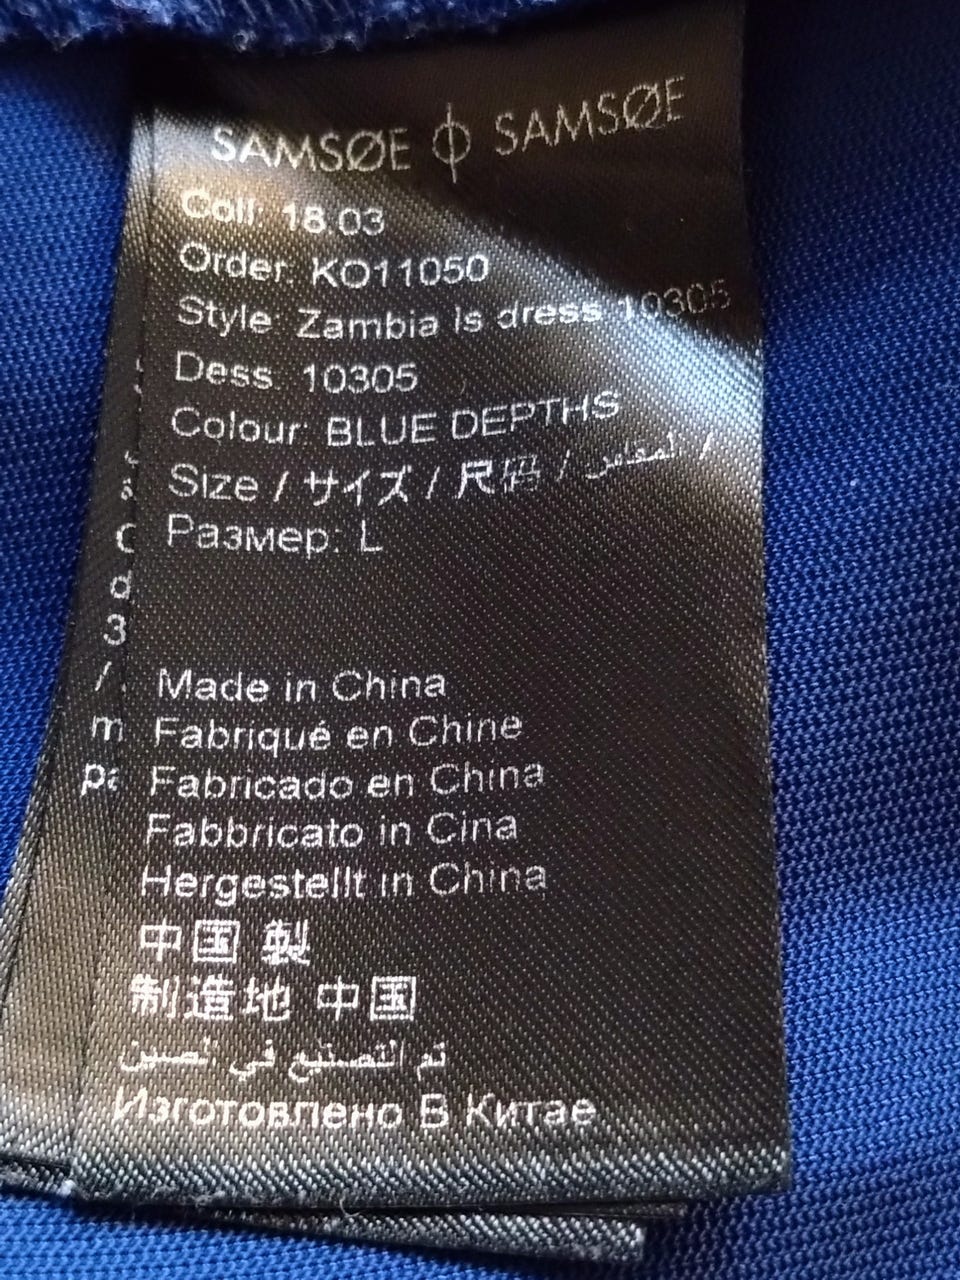 SAMSØE ϕ SAMSØE
Coll: 18.03
Order: KO11050
Style: Zambia ls dress 10305
Dess: 10305
Colour: BLUE DEPTHS
Size / サイズ / 尺码 / المقاس /
Размер: L
Made in China
Fabriqué en Chine
Fabricado en China
Fabbricato in Cina
Hergestellt in China
中国 製
制造地 中国
تم التصنيع في الصين
Изготовлено В Китае